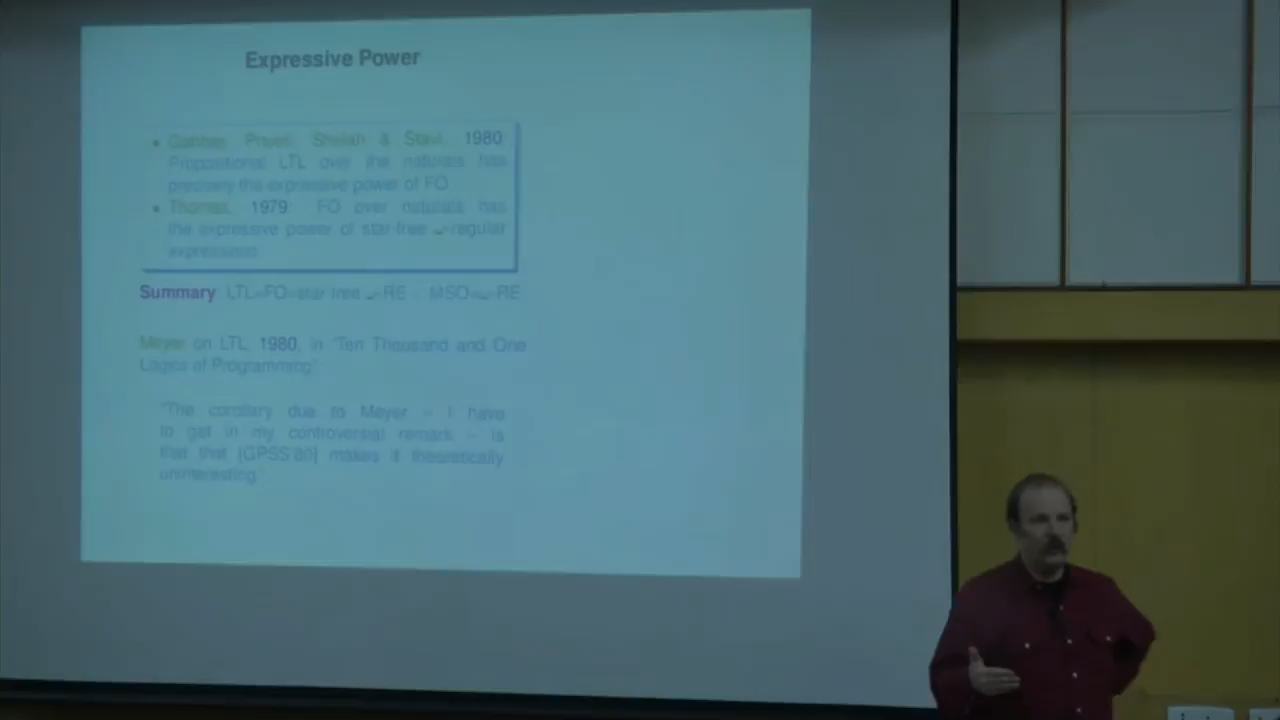 Expressive Power
• Gabbay, Pnueli, Shelah & Stavi, 1980:
Propositional LTL over the naturals has
precisely the expressive power of FO.
• Thomas, 1979: FO over naturals has
the expressive power of star-free ω-regular
expressions
Summary: LTL=FO=star-free ω-RE MSO=ω-RE
Meyer on LTL, 1980, in "Ten Thousand and One
Logics of Programming"
"The corollary due to Meyer – I have
to get in my controversial remark – is
that that [GPSS'80] makes it theoretically
uninteresting."